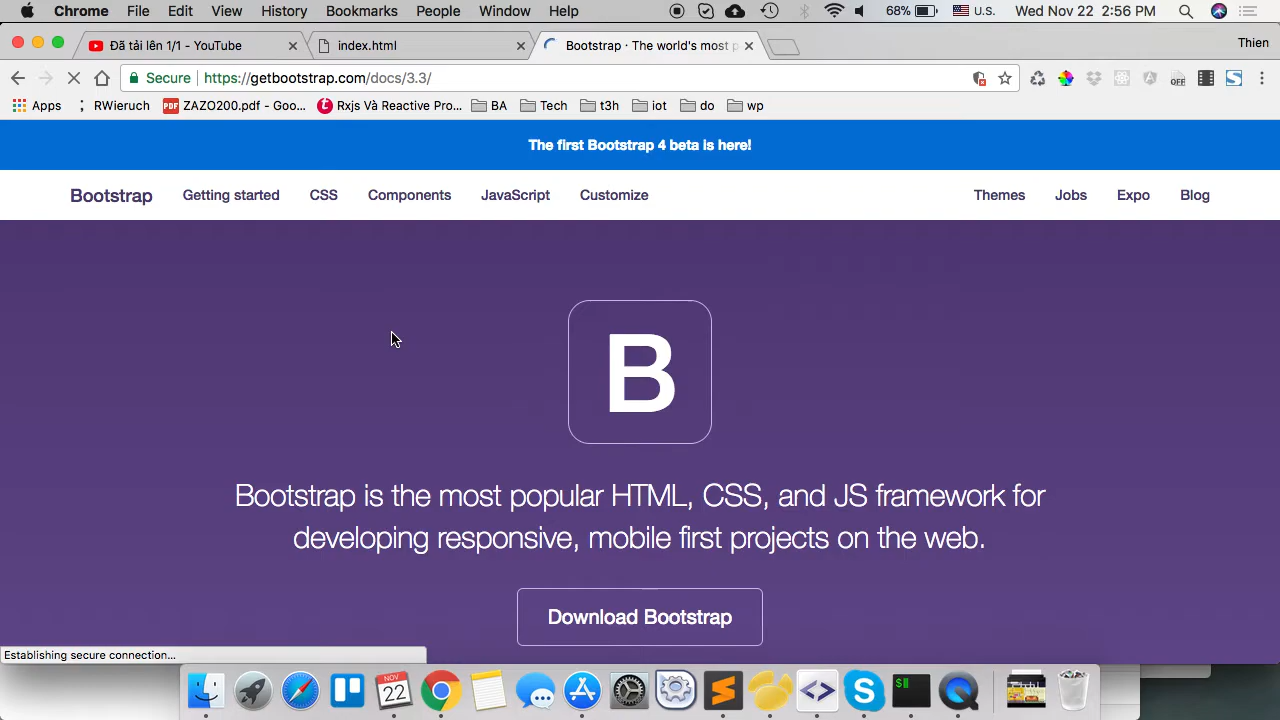 Chrome File Edit View History Bookmarks People Window Help 68% U.S. Wed Nov 22 2:56 PM
Đã tải lên 1/1 - YouTube index.html Bootstrap · The world's most p Thien
Secure https://getbootstrap.com/docs/3.3/ OFF
Apps RWieruch PDF ZAZO200.pdf - Goo... Rxjs Và Reactive Pro... BA Tech t3h iot do wp
The first Bootstrap 4 beta is here!
Bootstrap Getting started CSS Components JavaScript Customize Themes Jobs Expo Blog
B
Bootstrap is the most popular HTML, CSS, and JS framework for
developing responsive, mobile first projects on the web.
Download Bootstrap
Establishing secure connection...
NOV
22